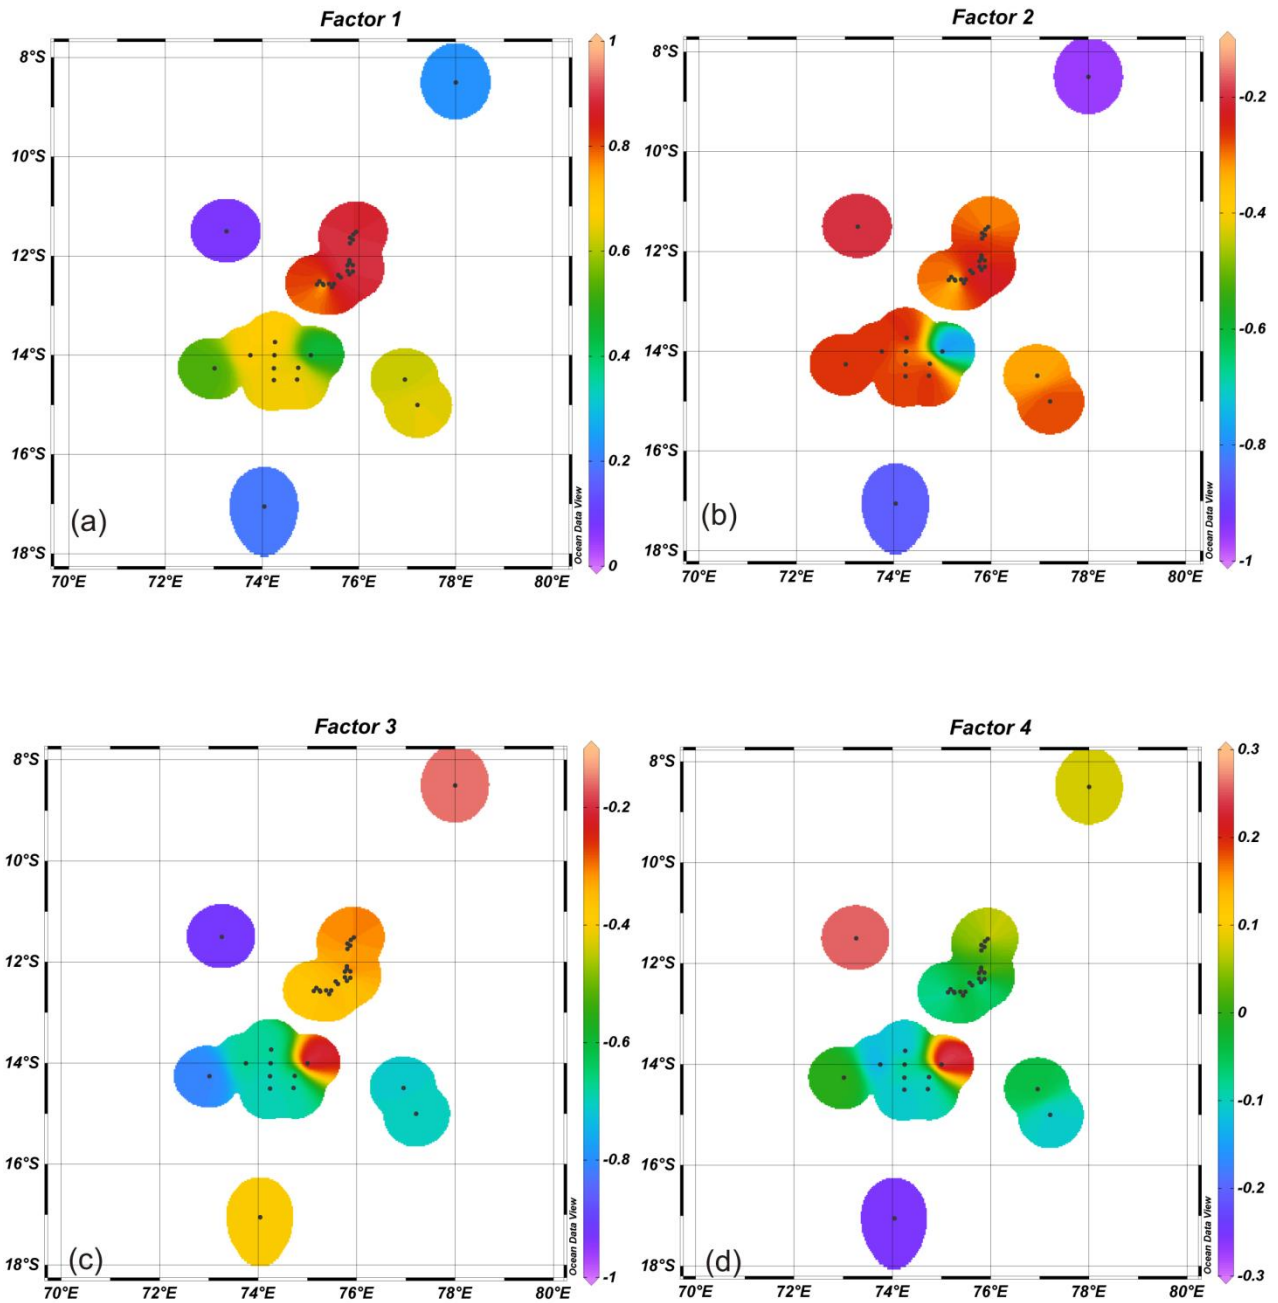 Factor 1
8°S
10°S
12°S
14°S
16°S
18°S
70°E 72°E 74°E 76°E 78°E 80°E
1
0.8
0.6
0.4
0.2
0
Ocean Data View
(a)
Factor 2
8°S
10°S
12°S
14°S
16°S
18°S
70°E 72°E 74°E 76°E 78°E 80°E
-0.2
-0.4
-0.6
-0.8
-1
Ocean Data View
(b)
Factor 3
8°S
10°S
12°S
14°S
16°S
18°S
70°E 72°E 74°E 76°E 78°E 80°E
-0.2
-0.4
-0.6
-0.8
-1
Ocean Data View
(c)
Factor 4
8°S
10°S
12°S
14°S
16°S
18°S
70°E 72°E 74°E 76°E 78°E 80°E
0.3
0.2
0.1
0
-0.1
-0.2
-0.3
Ocean Data View
(d)